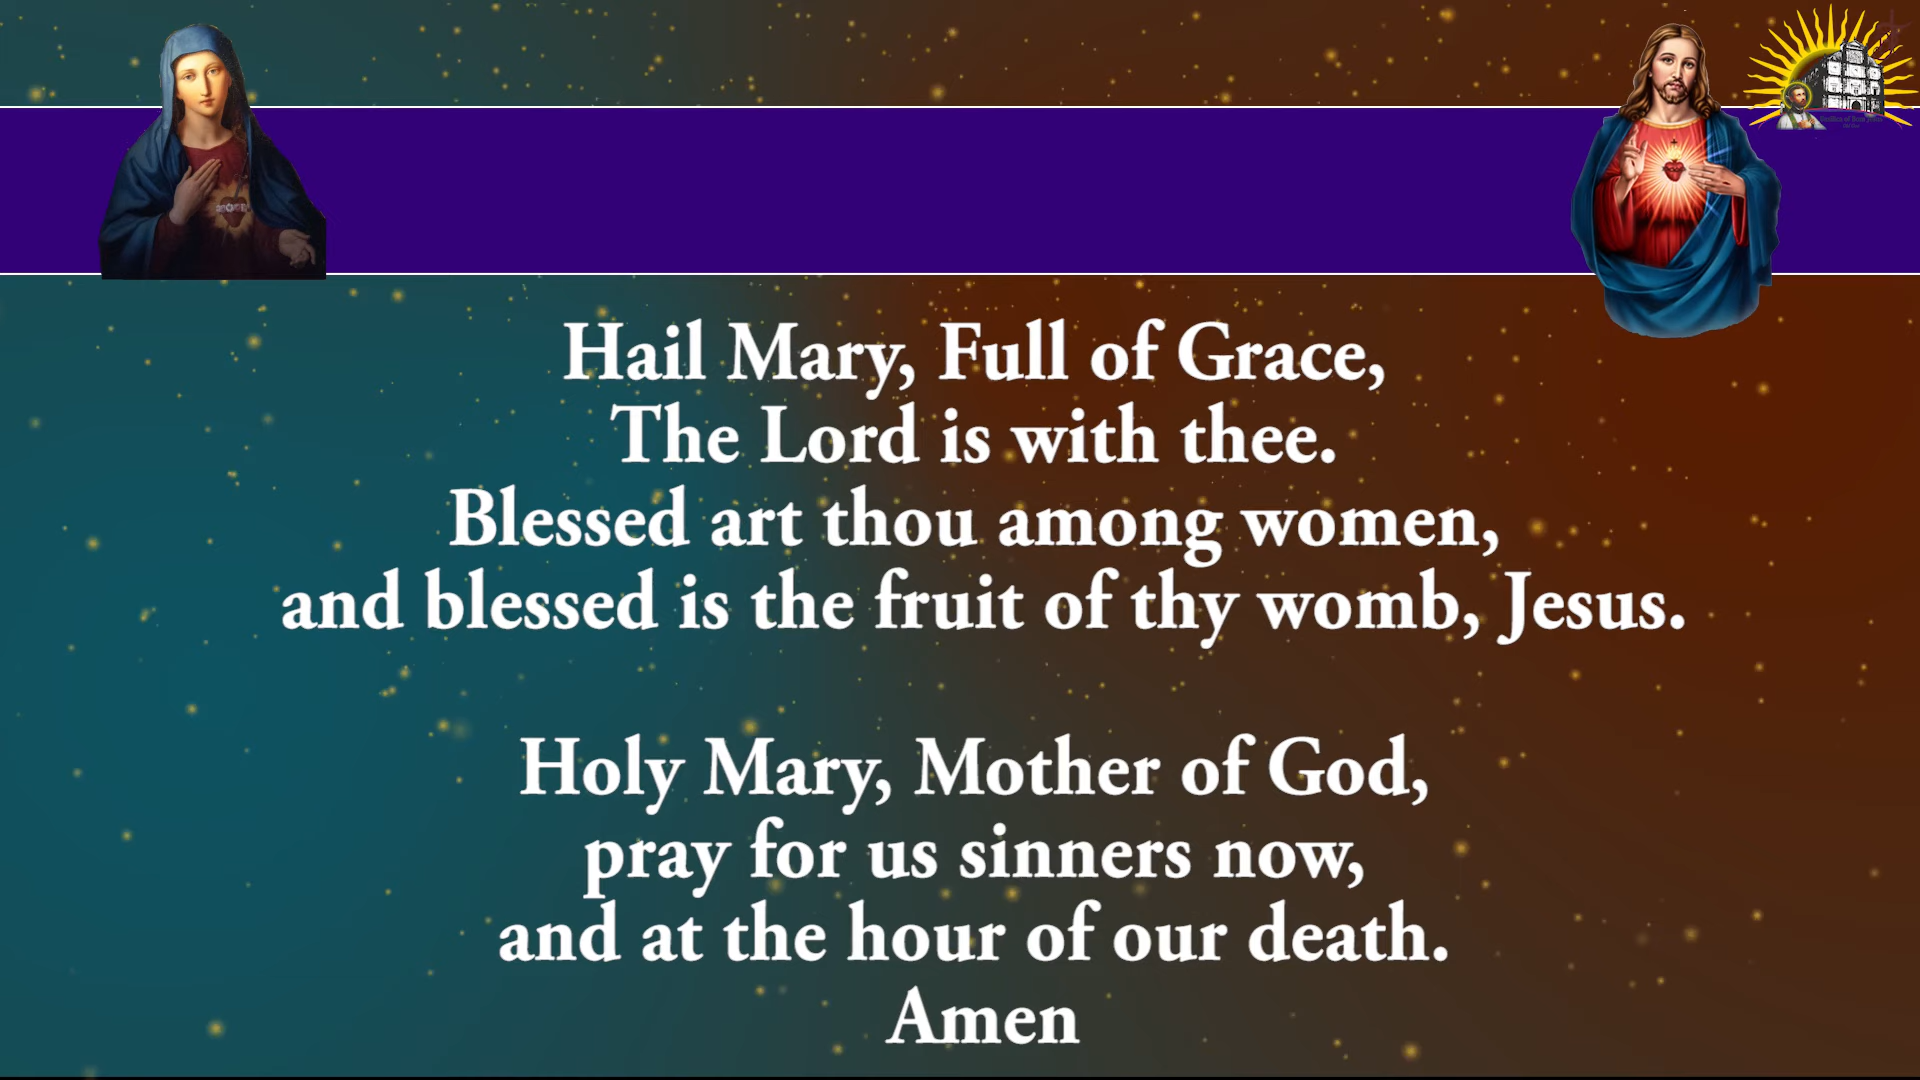 Hail Mary, Full of Grace,
The Lord is with thee.
Blessed art thou among women,
and blessed is the fruit of thy womb, Jesus.
Holy Mary, Mother of God,
pray for us sinners now,
and at the hour of our death.
Amen